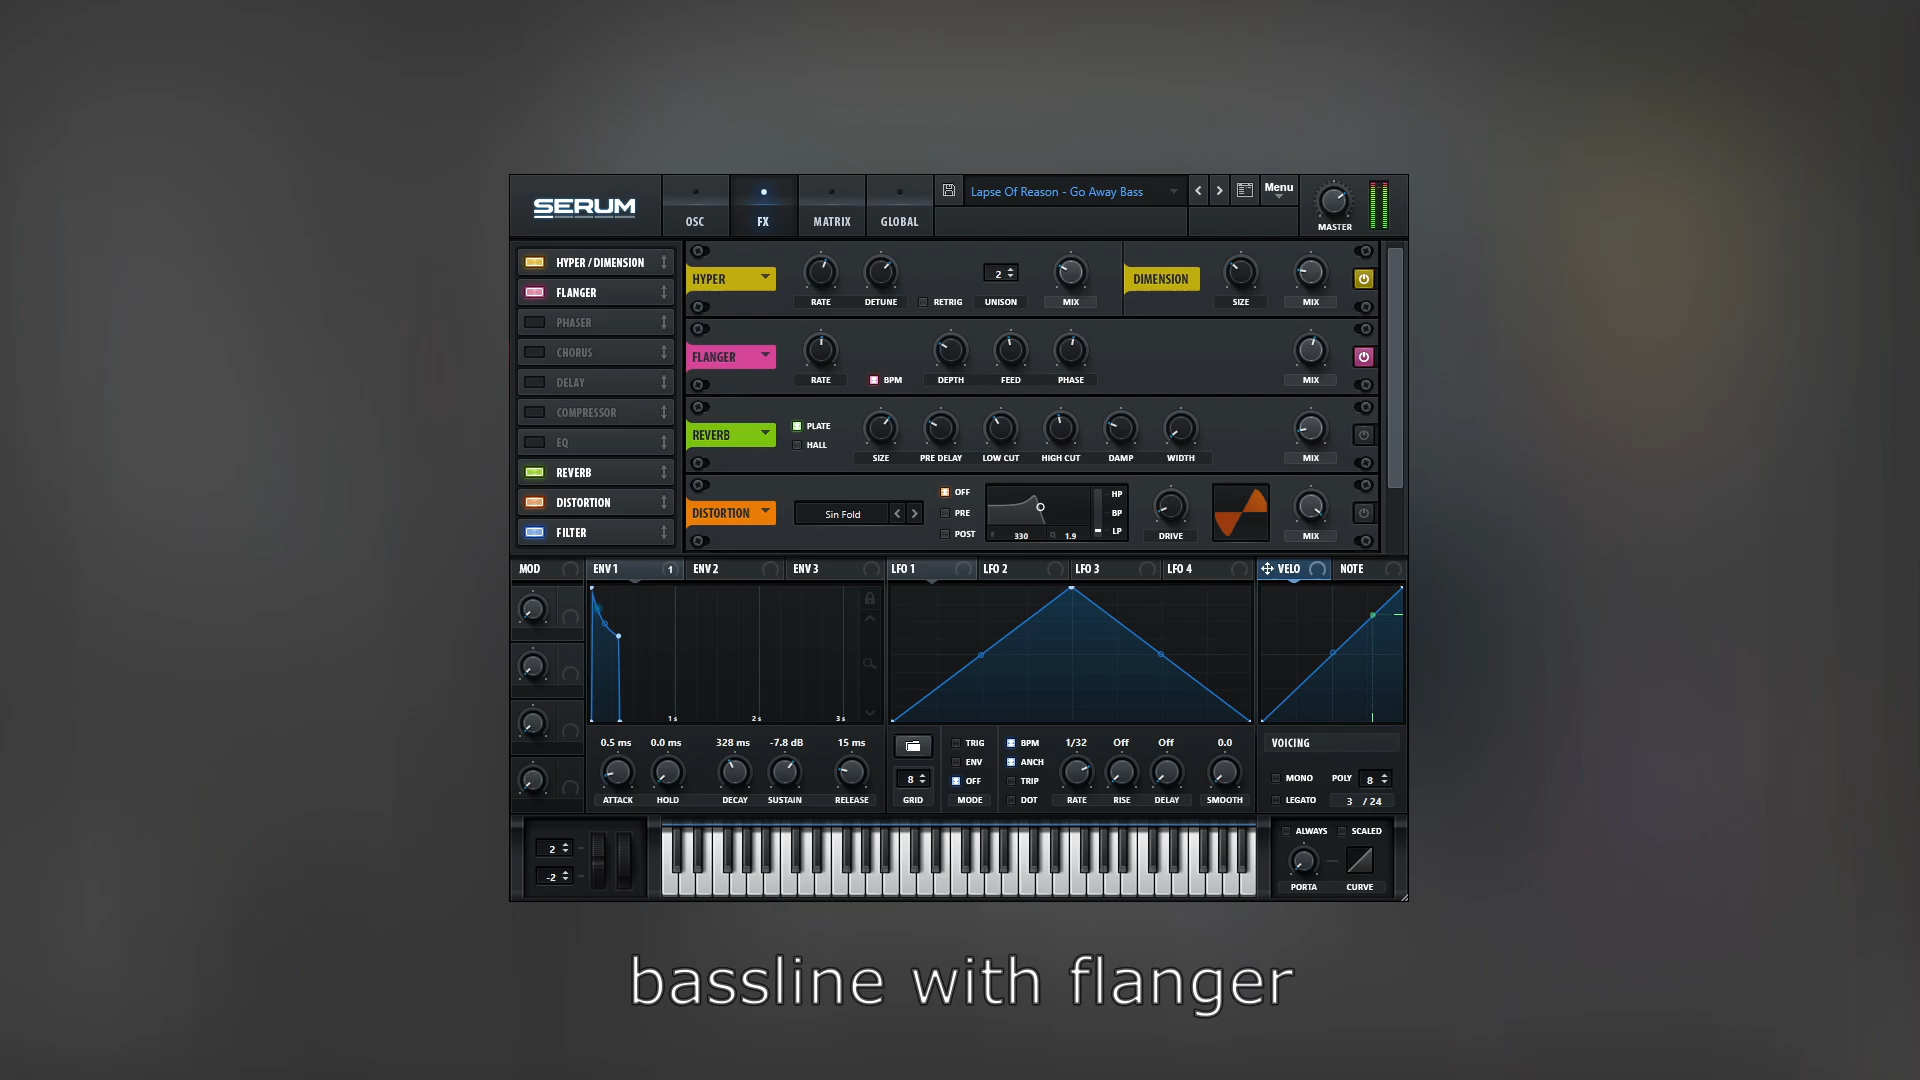 SERUM
OSC FX MATRIX GLOBAL
Lapse Of Reason - Go Away Bass
Menu
MASTER
HYPER / DIMENSION
FLANGER
PHASER
CHORUS
DELAY
COMPRESSOR
EQ
REVERB
DISTORTION
FILTER
HYPER
RATE DETUNE RETRIG
2
UNISON MIX
DIMENSION
SIZE MIX
FLANGER
RATE BPM DEPTH FEED PHASE MIX
REVERB
PLATE
HALL
SIZE PRE DELAY LOW CUT HIGH CUT DAMP WIDTH MIX
DISTORTION
Sin Fold
OFF
PRE
POST
F 330 Q 1.9
HP
BP
LP
DRIVE MIX
MOD ENV 1 1 ENV 2 ENV 3 LFO 1 LFO 2 LFO 3 LFO 4 VELO NOTE
1s 2s 3s
0.5 ms 0.0 ms 328 ms -7.8 dB 15 ms
ATTACK HOLD DECAY SUSTAIN RELEASE
8
GRID
TRIG
ENV
OFF
MODE
BPM
ANCH
TRIP
DOT
1/32 Off Off 0.0
RATE RISE DELAY SMOOTH
VOICING
MONO POLY 8
LEGATO 3 / 24
2
-2
ALWAYS SCALED
PORTA CURVE
bassline with flanger